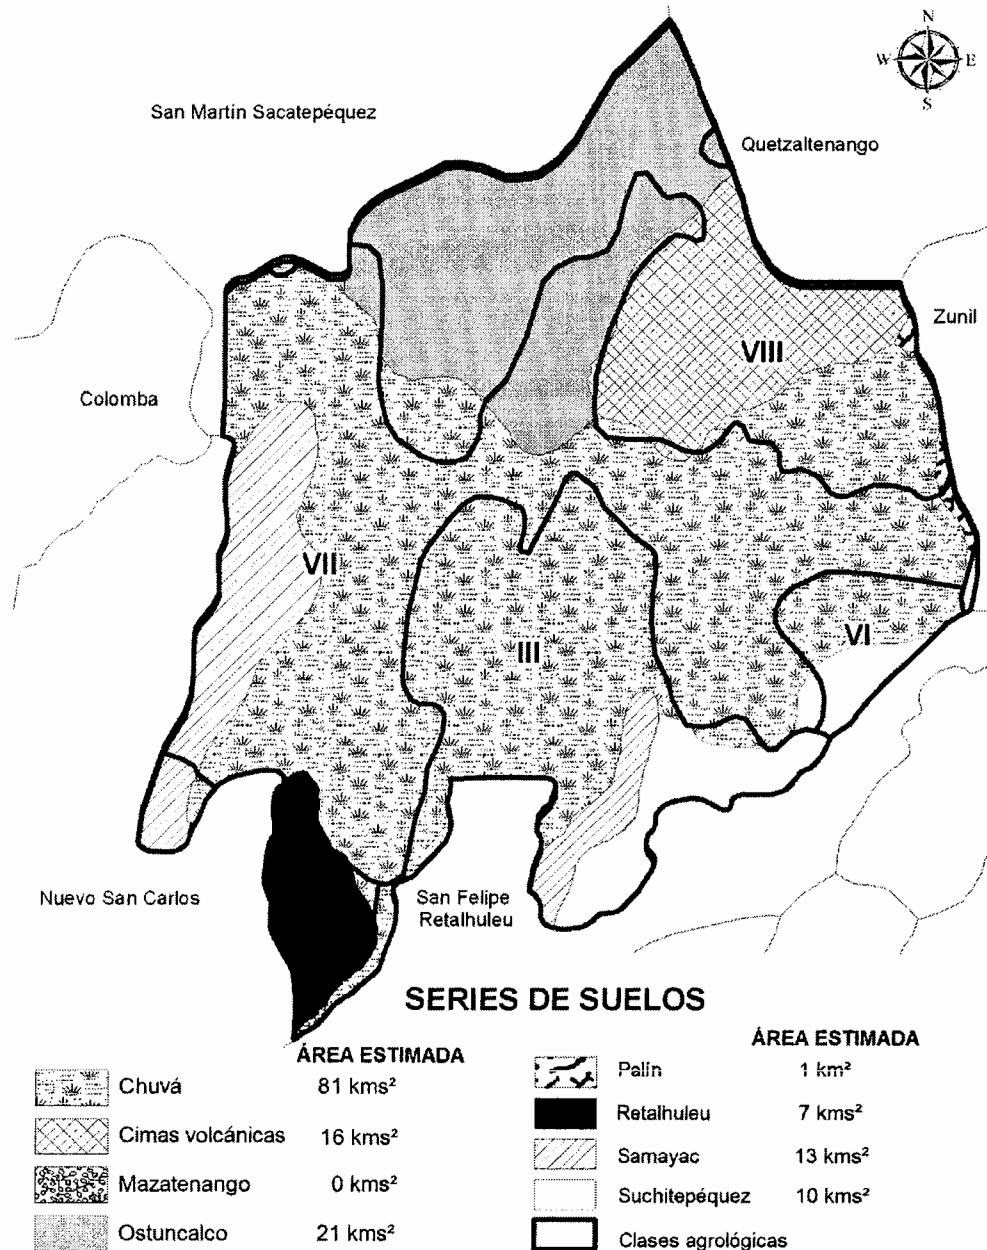 N
W E
S
San Martín Sacatepéquez
Quetzaltenango
Zunil
Colomba
VIII
VII
III
VI
Nuevo San Carlos
San Felipe
Retalhuleu
SERIES DE SUELOS
ÁREA ESTIMADA
Chuvá 81 kms²
Cimas volcánicas 16 kms²
Mazatenango 0 kms²
Ostuncalco 21 kms²
ÁREA ESTIMADA
Palín 1 km²
Retalhuleu 7 kms²
Samayac 13 kms²
Suchitepéquez 10 kms²
Clases agrológicas